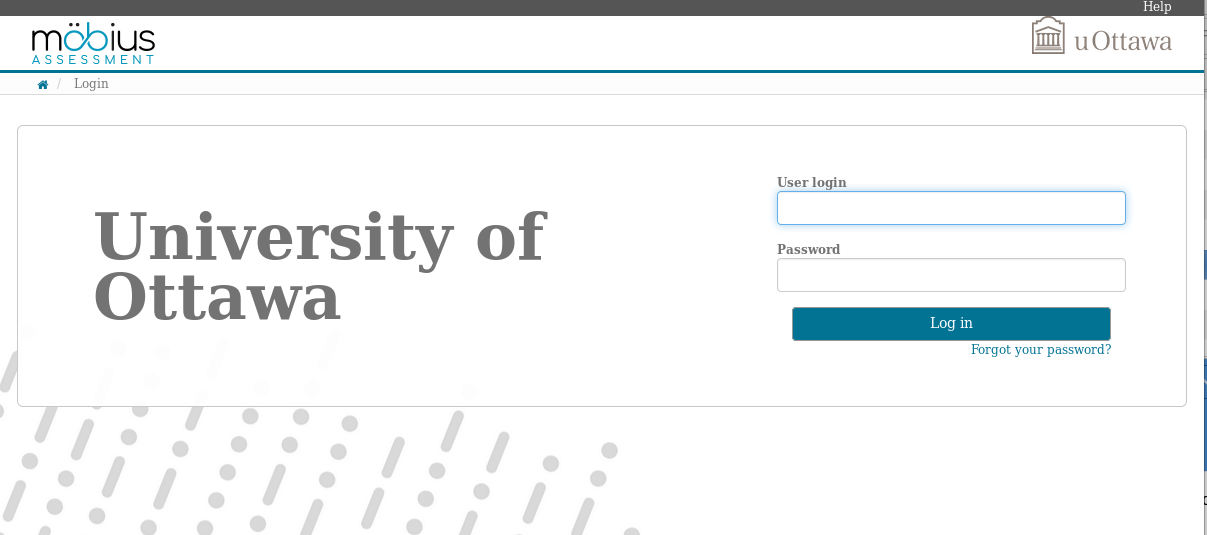 Help
möbius
ASSESSMENT
uOttawa
/ Login
University of
Ottawa
User login
Password
Log in
Forgot your password?